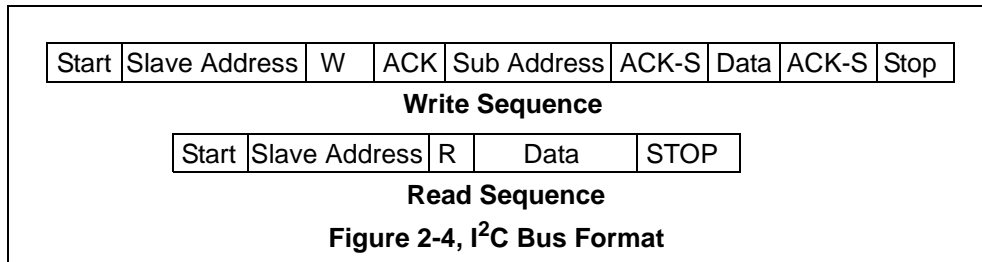 Start Slave Address W ACK Sub Address ACK-S Data ACK-S Stop
Write Sequence
Start Slave Address R Data STOP
Read Sequence
Figure 2-4, I²C Bus Format